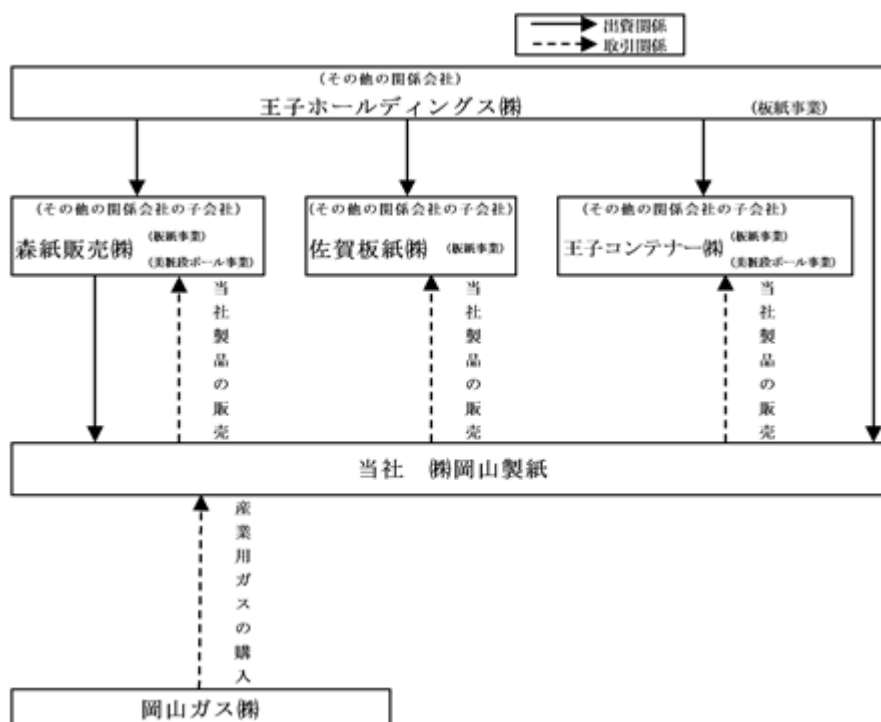 出資関係
取引関係
(その他の関係会社)
王子ホールディングス㈱
(板紙事業)
(その他の関係会社の子会社)
森紙販売㈱
(板紙事業)
(美粧段ボール事業)
(その他の関係会社の子会社)
佐賀板紙㈱
(板紙事業)
(その他の関係会社の子会社)
王子コンテナー㈱
(板紙事業)
(美粧段ボール事業)
当社製品の販売
当社製品の販売
当社製品の販売
当社 ㈱岡山製紙
産業用ガスの購入
岡山ガス㈱